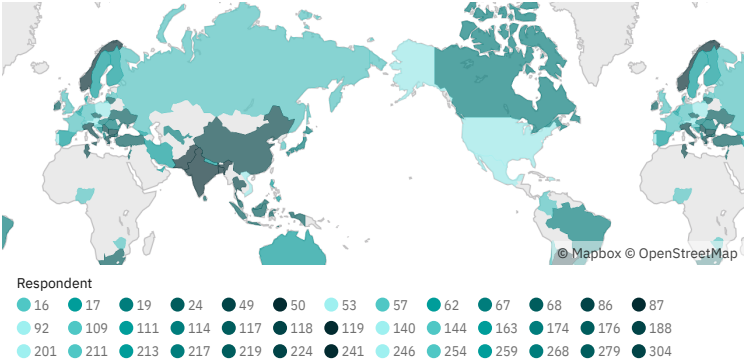 © Mapbox © OpenStreetMap
Respondent
16 17 19 24 49 50 53 57 62 67 68 86 87
92 109 111 114 117 118 119 140 144 163 174 176 188
201 211 213 217 219 224 241 246 254 259 268 279 304